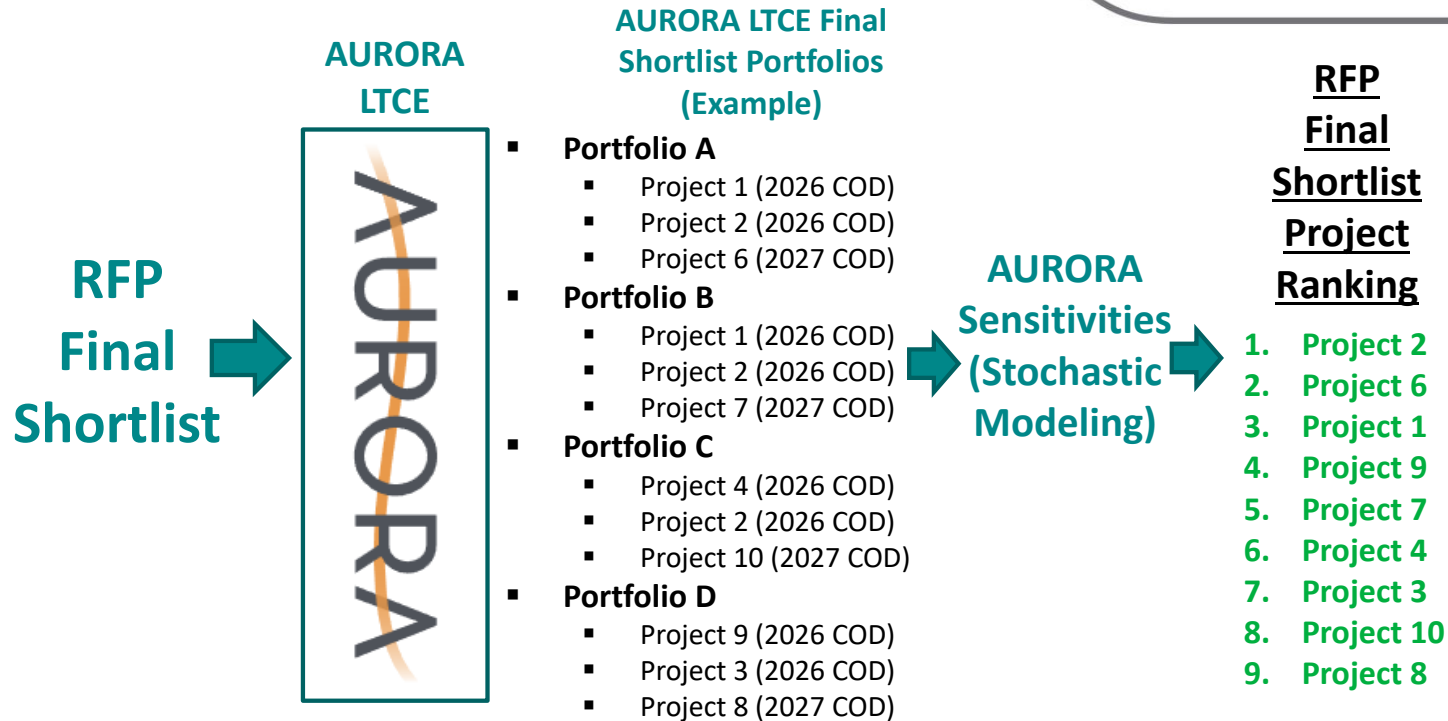 RFP
Final
Shortlist
AURORA
LTCE
AURORA
AURORA LTCE Final
Shortlist Portfolios
(Example)
▪ Portfolio A
▪ Project 1 (2026 COD)
▪ Project 2 (2026 COD)
▪ Project 6 (2027 COD)
▪ Portfolio B
▪ Project 1 (2026 COD)
▪ Project 2 (2026 COD)
▪ Project 7 (2027 COD)
▪ Portfolio C
▪ Project 4 (2026 COD)
▪ Project 2 (2026 COD)
▪ Project 10 (2027 COD)
▪ Portfolio D
▪ Project 9 (2026 COD)
▪ Project 3 (2026 COD)
▪ Project 8 (2027 COD)
AURORA
Sensitivities
(Stochastic
Modeling)
RFP
Final
Shortlist
Project
Ranking
1. Project 2
2. Project 6
3. Project 1
4. Project 9
5. Project 7
6. Project 4
7. Project 3
8. Project 10
9. Project 8